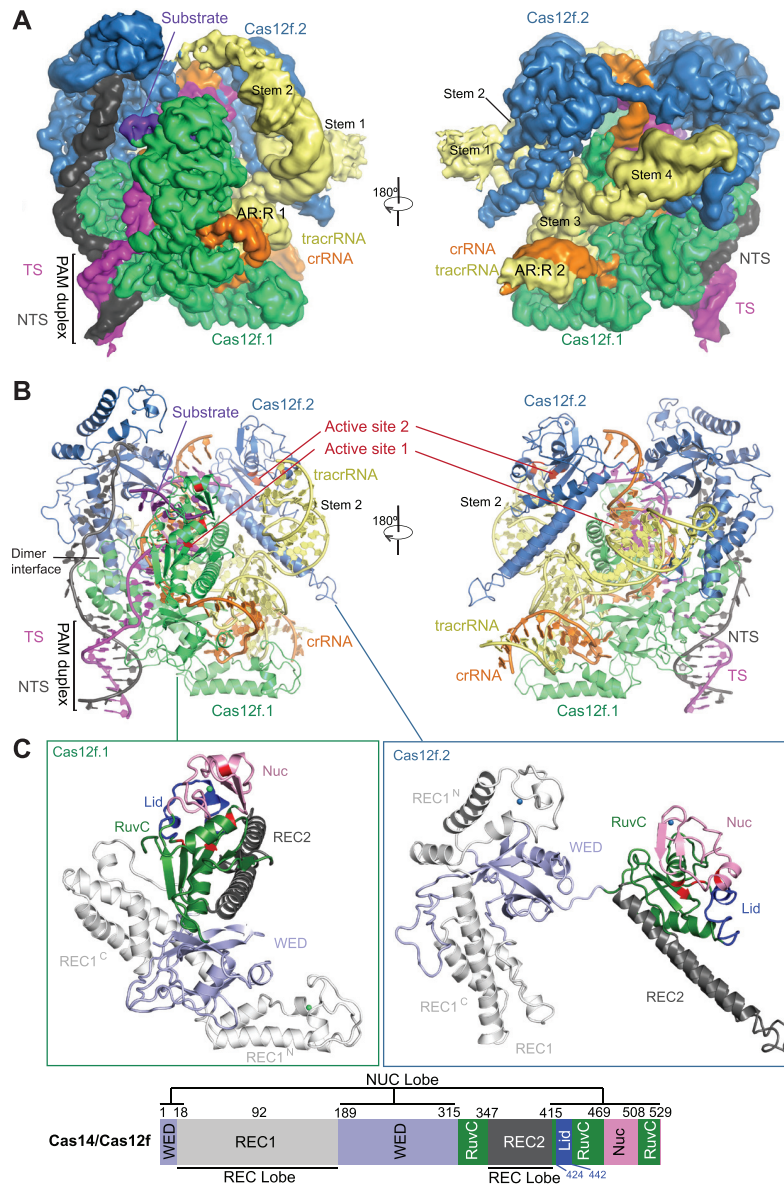 A
Substrate
Cas12f.2
Stem 2
Stem 1
AR:R 1
tracrRNA
crRNA
TS
PAM duplex
NTS
Cas12f.1
180º
Cas12f.2
Stem 2
Stem 1
Stem 4
Stem 3
crRNA
tracrRNA
AR:R 2
NTS
TS
Cas12f.1
B
Substrate
Cas12f.2
Active site 2
Active site 1
tracrRNA
Stem 2
Dimer
interface
TS
PAM duplex
NTS
crRNA
Cas12f.1
180º
Cas12f.2
Stem 2
tracrRNA
crRNA
NTS
TS
Cas12f.1
C
Cas12f.1
Nuc
Lid
RuvC
REC2
REC1C
WED
REC1N
Cas12f.2
REC1N
RuvC
Nuc
WED
Lid
REC1C
REC2
REC1
NUC Lobe
1 18 92 189 315 347 415 469 508 529
Cas14/Cas12f
WED REC1 WED RuvC REC2 Lid RuvC Nuc RuvC
REC Lobe REC Lobe
424 442